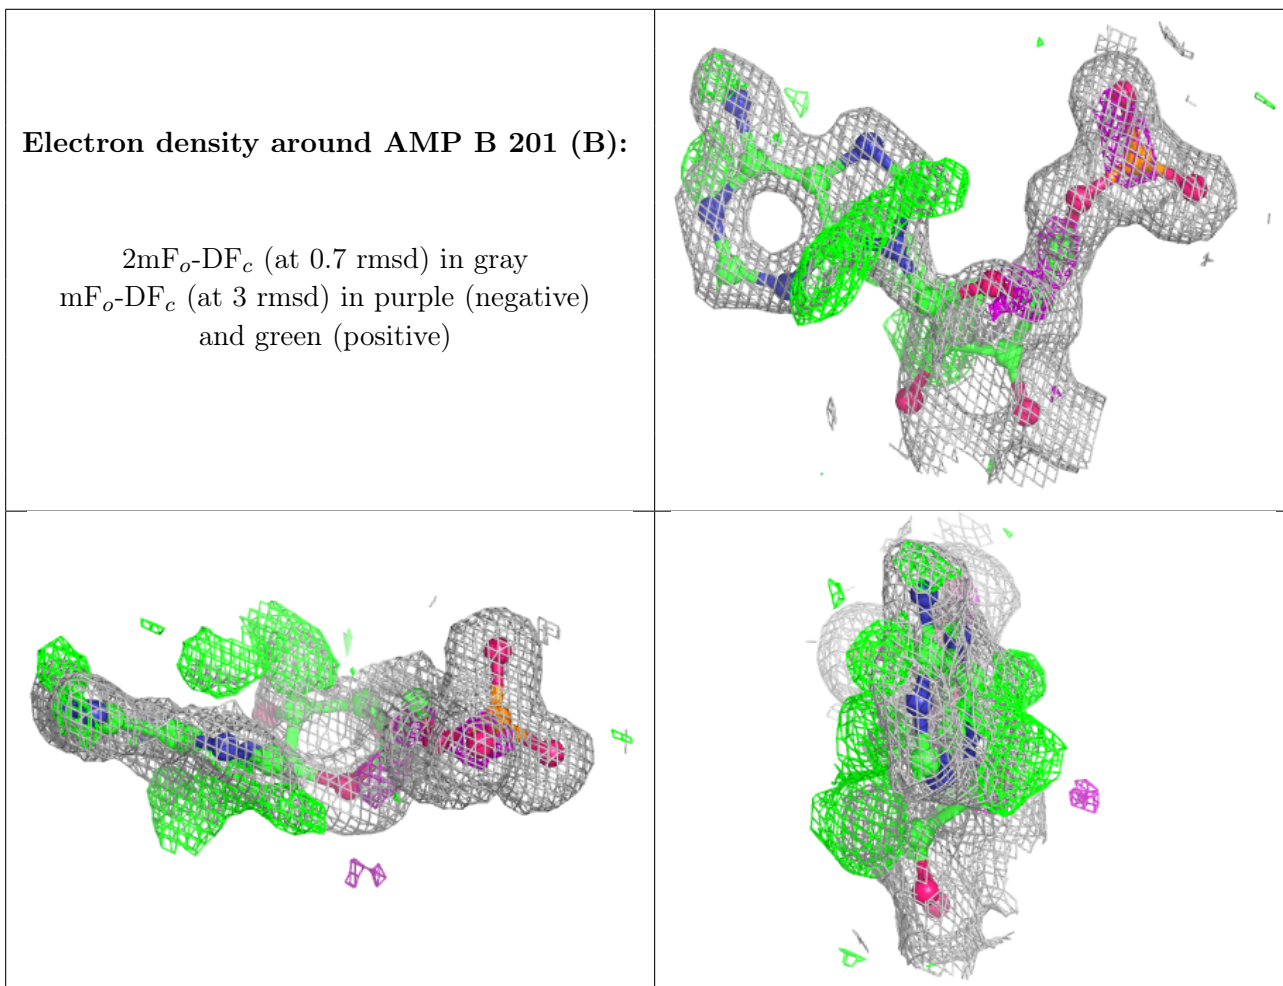 Electron density around AMP B 201 (B):
2mFo-DFc (at 0.7 rmsd) in gray
mFo-DFc (at 3 rmsd) in purple (negative)
and green (positive)